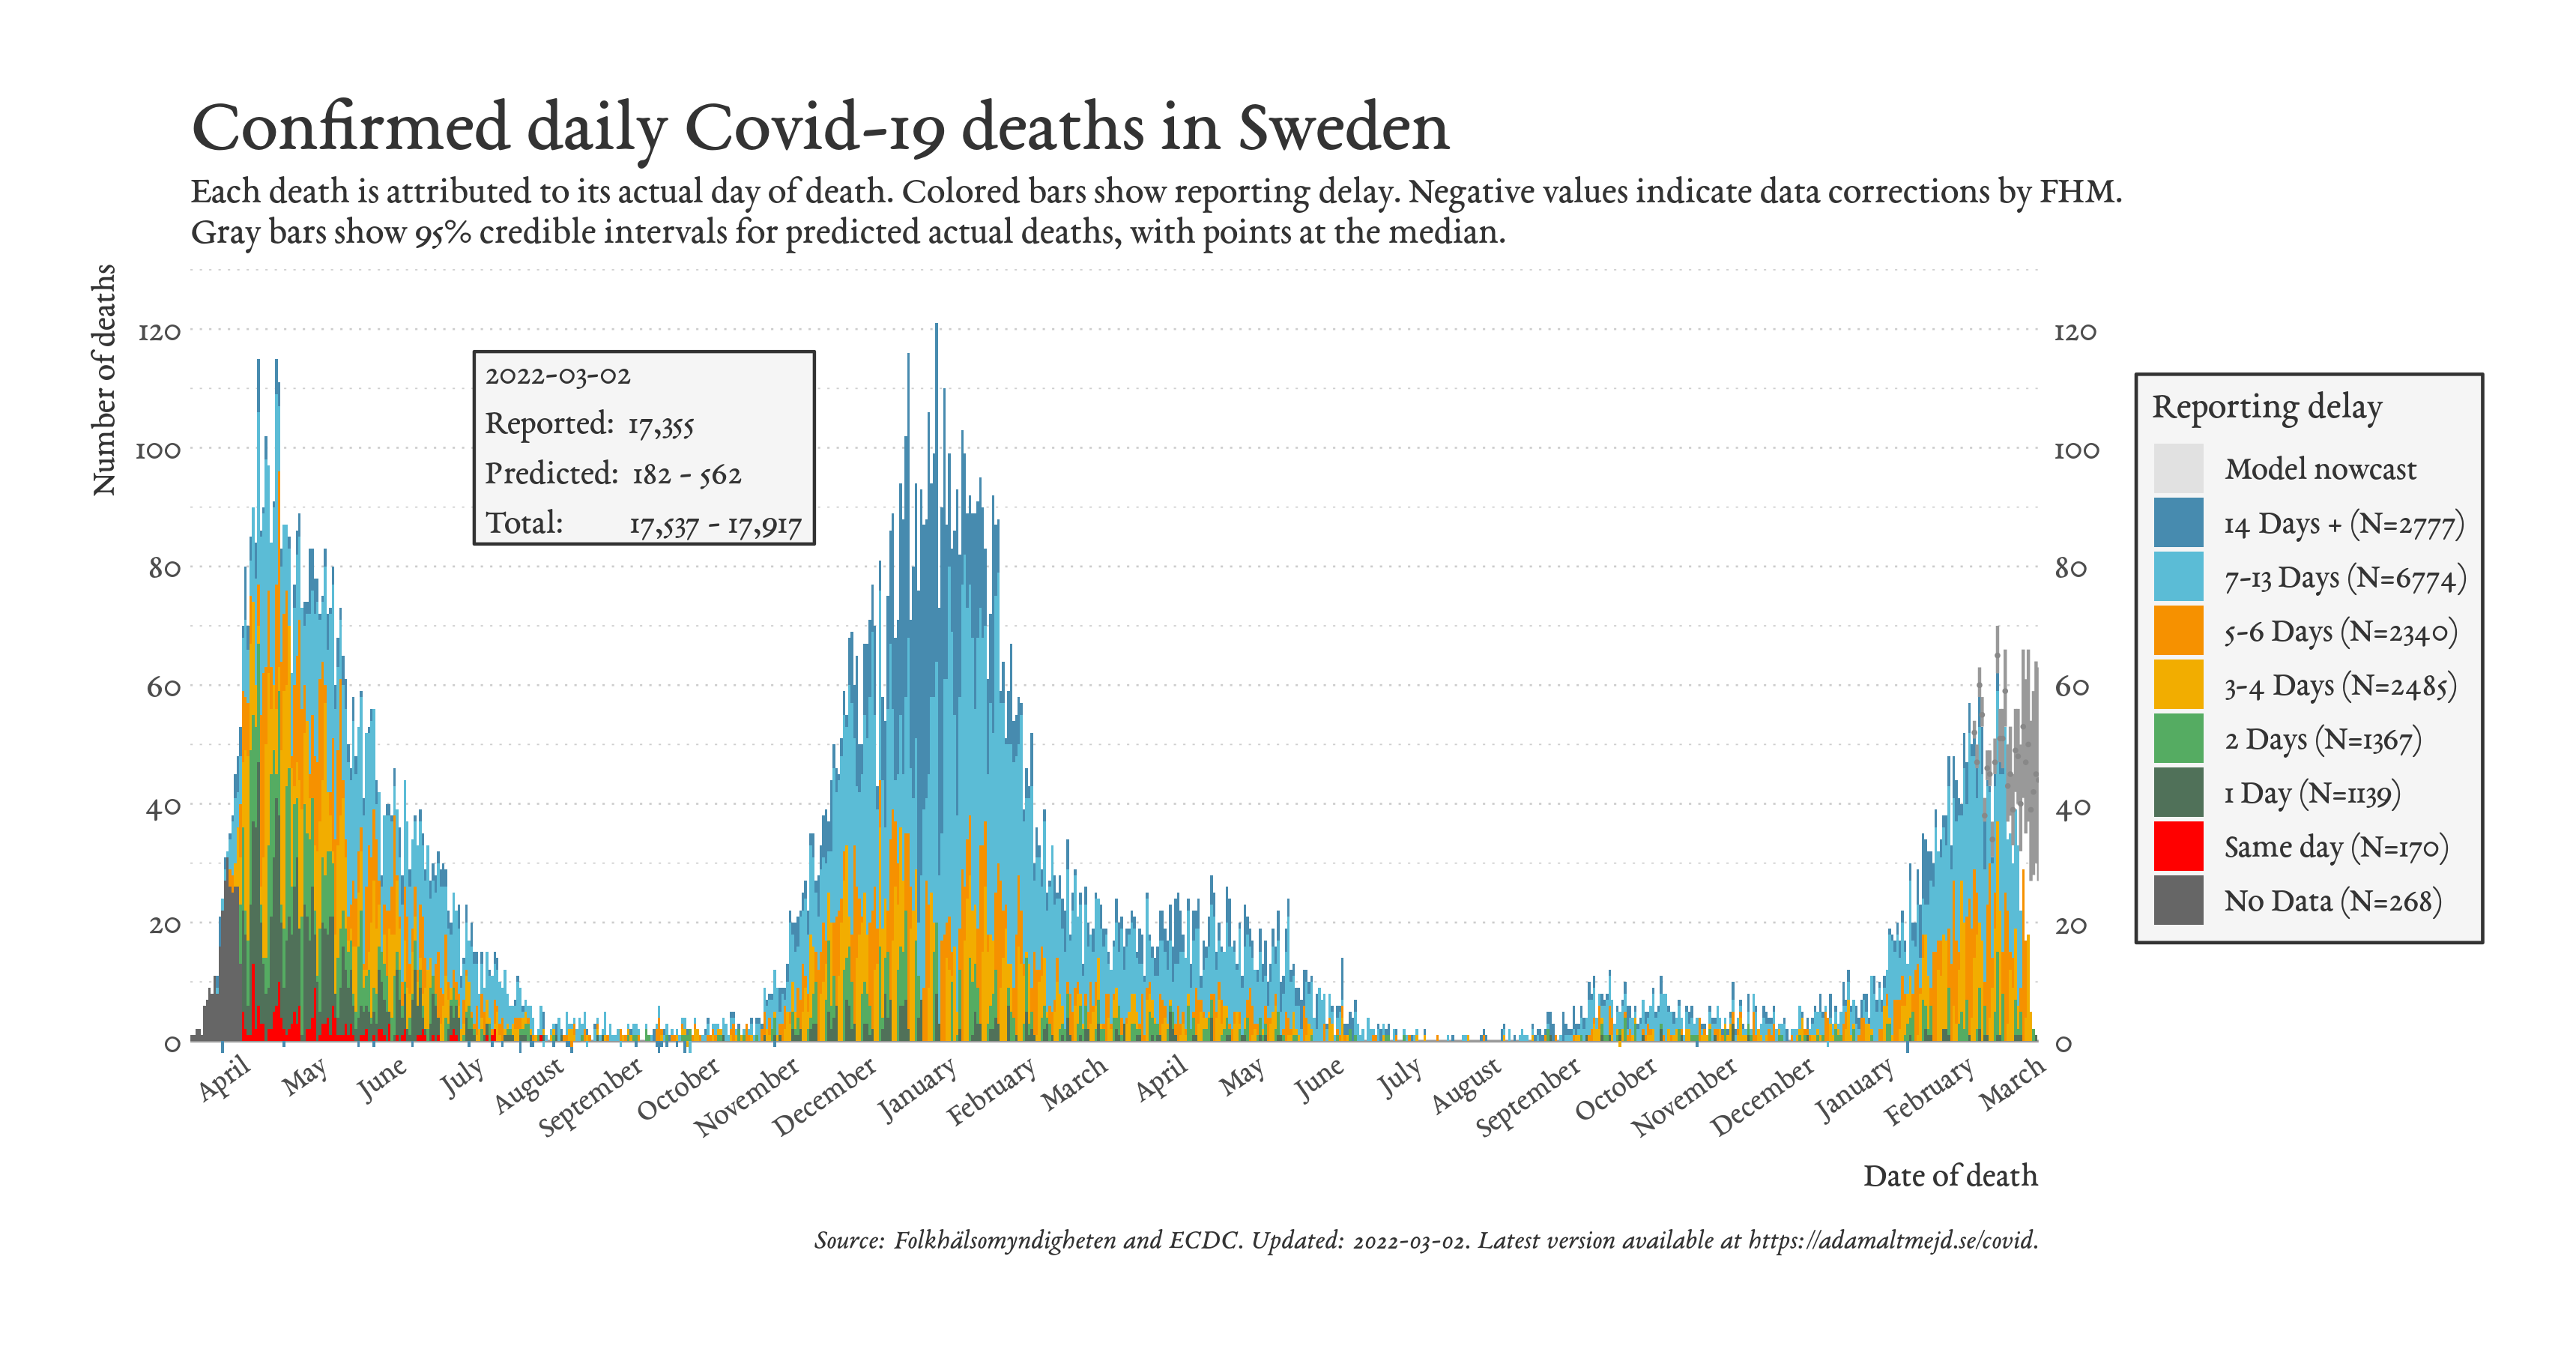 Confirmed daily Covid-19 deaths in Sweden
Each death is attributed to its actual day of death. Colored bars show reporting delay. Negative values indicate data corrections by FHM.
Gray bars show 95% credible intervals for predicted actual deaths, with points at the median.
Number of deaths
120
100
80
60
40
20
0
2022-03-02
Reported: 17,355
Predicted: 182 - 562
Total: 17,537 - 17,917
120
100
80
60
40
20
0
Reporting delay
Model nowcast
14 Days + (N=2777)
7-13 Days (N=6774)
5-6 Days (N=2340)
3-4 Days (N=2485)
2 Days (N=1367)
1 Day (N=1139)
Same day (N=170)
No Data (N=268)
April May June July August September October November December January February March April May June July August September October November December January February March
Date of death
Source: Folkhälsomyndigheten and ECDC. Updated: 2022-03-02. Latest version available at https://adamaltmejd.se/covid.